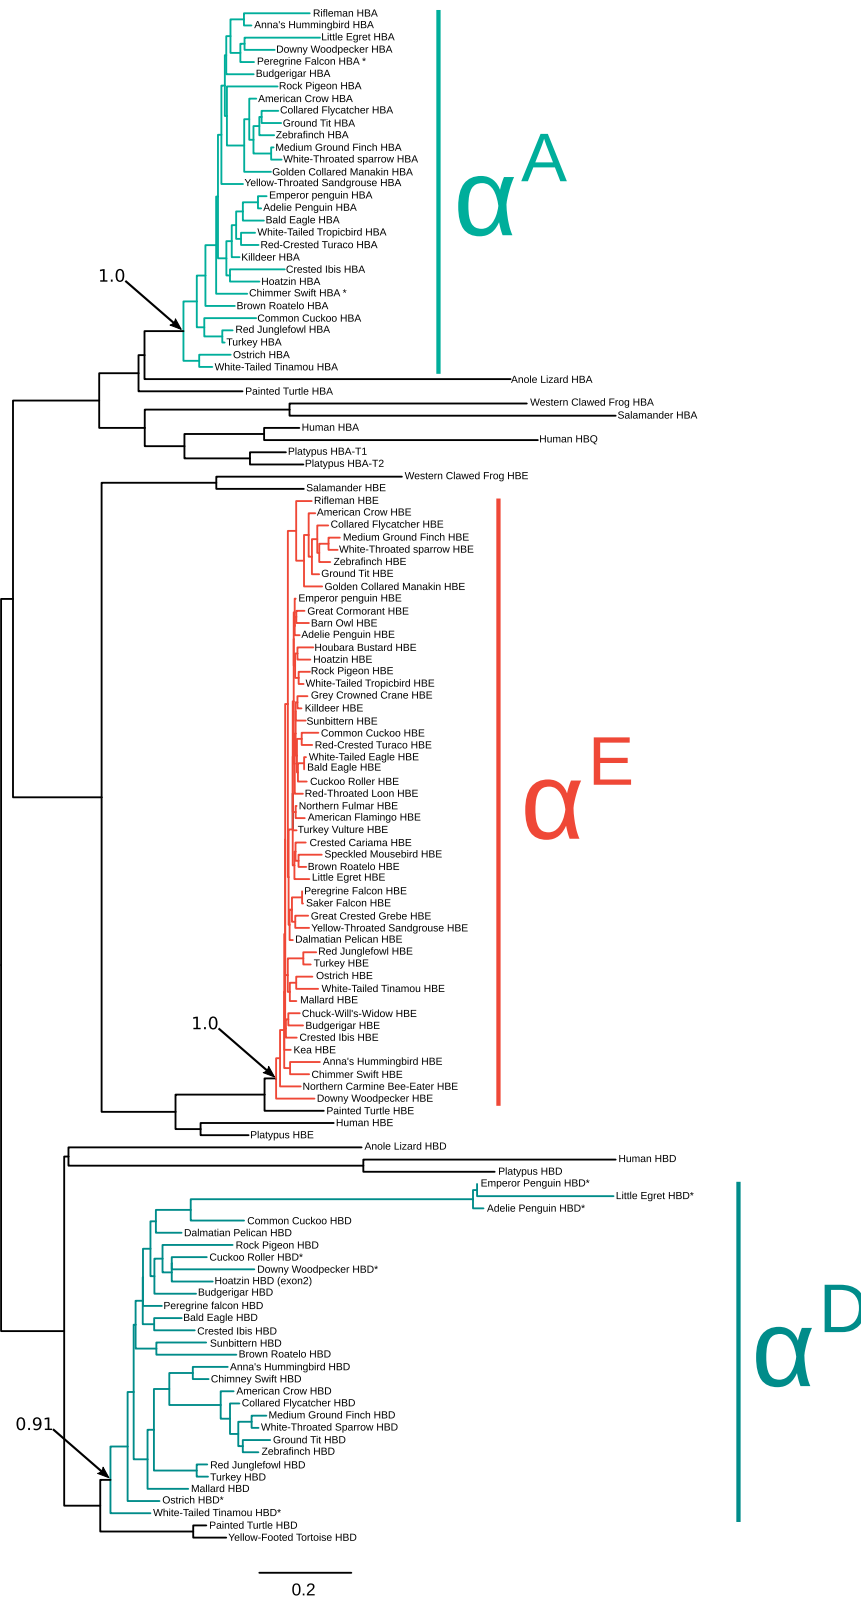 Rifleman HBA
Anna's Hummingbird HBA
Little Egret HBA
Downy Woodpecker HBA
Peregrine Falcon HBA *
Budgerigar HBA
Rock Pigeon HBA
American Crow HBA
Collared Flycatcher HBA
Ground Tit HBA
Zebrafinch HBA
Medium Ground Finch HBA
White-Throated sparrow HBA
Golden Collared Manakin HBA
Yellow-Throated Sandgrouse HBA
Emperor penguin HBA
Adelie Penguin HBA
Bald Eagle HBA
White-Tailed Tropicbird HBA
Red-Crested Turaco HBA
Killdeer HBA
Crested Ibis HBA
Hoatzin HBA
Chimmer Swift HBA *
Brown Roatelo HBA
Common Cuckoo HBA
Red Junglefowl HBA
Turkey HBA
Ostrich HBA
White-Tailed Tinamou HBA
αA
1.0
Anole Lizard HBA
Painted Turtle HBA
Western Clawed Frog HBA
Salamander HBA
Human HBA
Human HBQ
Platypus HBA-T1
Platypus HBA-T2
Western Clawed Frog HBE
Salamander HBE
Rifleman HBE
American Crow HBE
Collared Flycatcher HBE
Medium Ground Finch HBE
White-Throated sparrow HBE
Zebrafinch HBE
Ground Tit HBE
Golden Collared Manakin HBE
Emperor penguin HBE
Great Cormorant HBE
Barn Owl HBE
Adelie Penguin HBE
Houbara Bustard HBE
Hoatzin HBE
Rock Pigeon HBE
White-Tailed Tropicbird HBE
Grey Crowned Crane HBE
Killdeer HBE
Sunbittern HBE
Common Cuckoo HBE
Red-Crested Turaco HBE
White-Tailed Eagle HBE
Bald Eagle HBE
Cuckoo Roller HBE
Red-Throated Loon HBE
Northern Fulmar HBE
American Flamingo HBE
Turkey Vulture HBE
Crested Cariama HBE
Speckled Mousebird HBE
Brown Roatelo HBE
Little Egret HBE
Peregrine Falcon HBE
Saker Falcon HBE
Great Crested Grebe HBE
Yellow-Throated Sandgrouse HBE
Dalmatian Pelican HBE
Red Junglefowl HBE
Turkey HBE
Ostrich HBE
White-Tailed Tinamou HBE
Mallard HBE
Chuck-Will's-Widow HBE
Budgerigar HBE
Crested Ibis HBE
Kea HBE
Anna's Hummingbird HBE
Chimmer Swift HBE
Northern Carmine Bee-Eater HBE
Downy Woodpecker HBE
αE
1.0
Painted Turtle HBE
Human HBE
Platypus HBE
Anole Lizard HBD
Human HBD
Platypus HBD
Emperor Penguin HBD*
Little Egret HBD*
Adelie Penguin HBD*
Common Cuckoo HBD
Dalmatian Pelican HBD
Rock Pigeon HBD
Cuckoo Roller HBD*
Downy Woodpecker HBD*
Hoatzin HBD (exon2)
Budgerigar HBD
Peregrine falcon HBD
Bald Eagle HBD
Crested Ibis HBD
Sunbittern HBD
Brown Roatelo HBD
Anna's Hummingbird HBD
Chimney Swift HBD
American Crow HBD
Collared Flycatcher HBD
Medium Ground Finch HBD
White-Throated Sparrow HBD
Ground Tit HBD
Zebrafinch HBD
Red Junglefowl HBD
Turkey HBD
Mallard HBD
Ostrich HBD*
White-Tailed Tinamou HBD*
αD
0.91
Painted Turtle HBD
Yellow-Footed Tortoise HBD
0.2